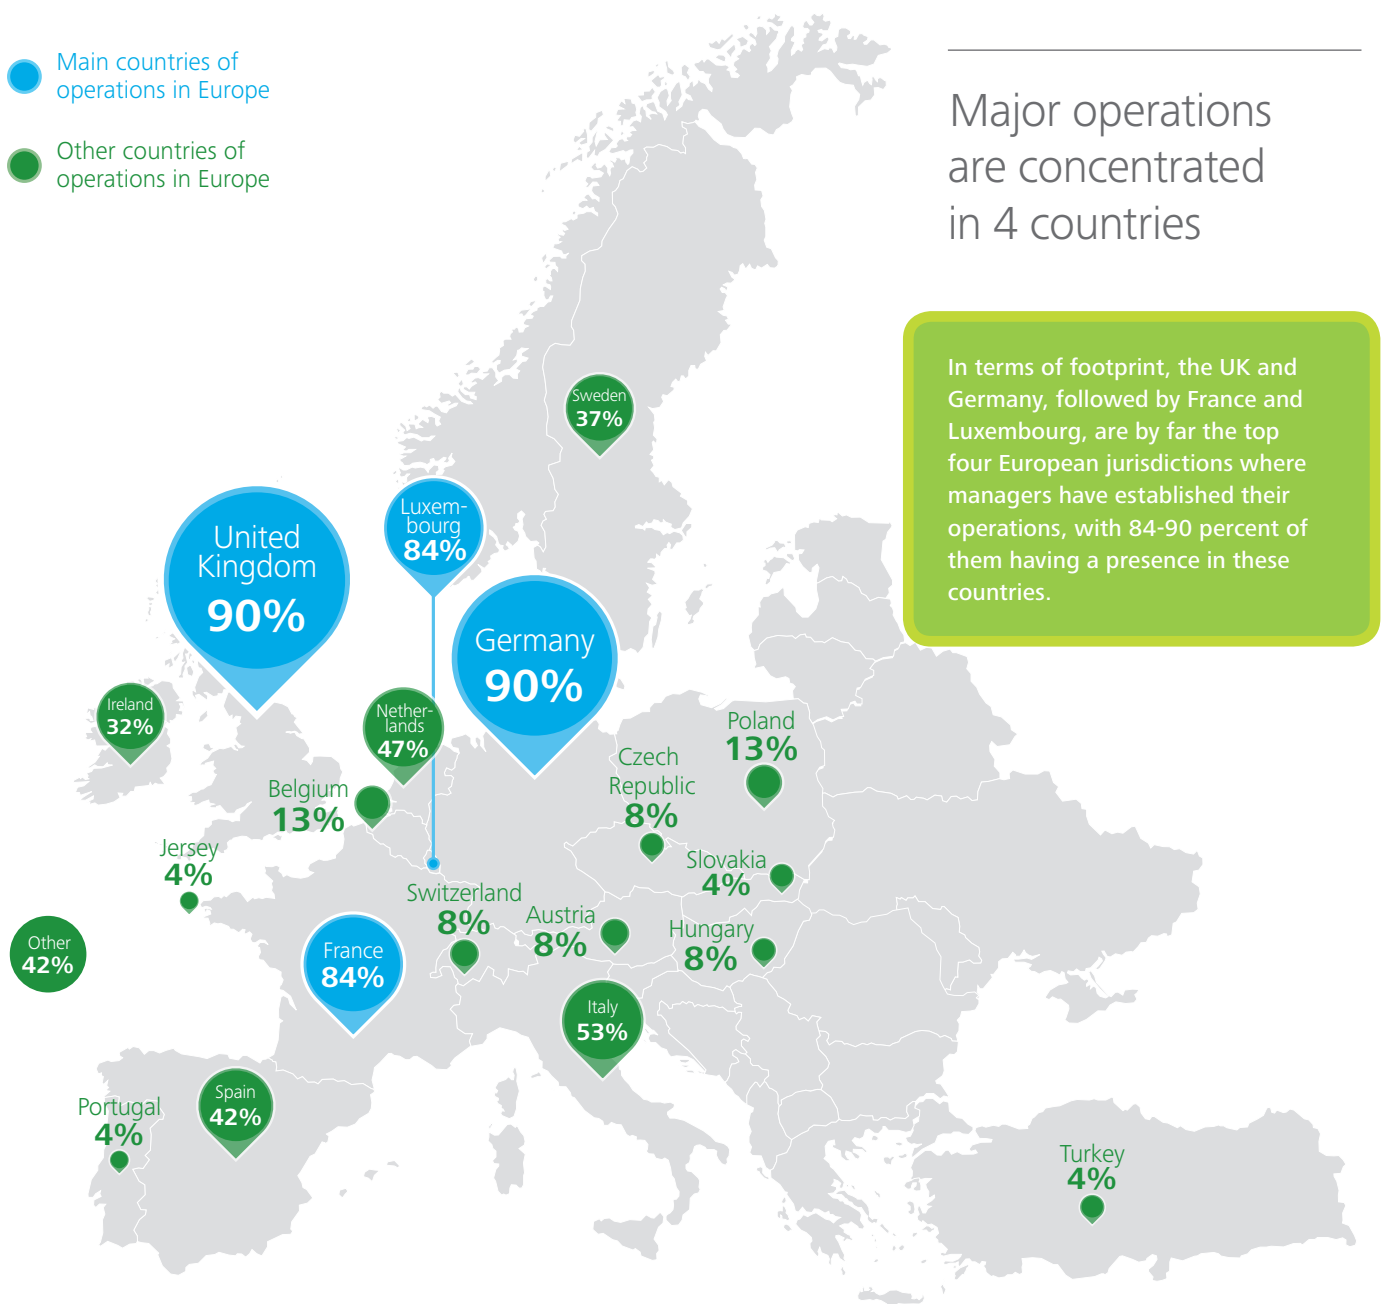 Main countries of
operations in Europe
Other countries of
operations in Europe
Major operations
are concentrated
in 4 countries
In terms of footprint, the UK and
Germany, followed by France and
Luxembourg, are by far the top
four European jurisdictions where
managers have established their
operations, with 84-90 percent of
them having a presence in these
countries.
Sweden
37%
Luxem-
bourg
84%
United
Kingdom
90%
Germany
90%
Ireland
32%
Nether-
lands
47%
Poland
13%
Czech
Republic
8%
Belgium
13%
Jersey
4%
Slovakia
4%
Switzerland
8%
Austria
8%
Hungary
8%
Other
42%
France
84%
Italy
53%
Spain
42%
Portugal
4%
Turkey
4%